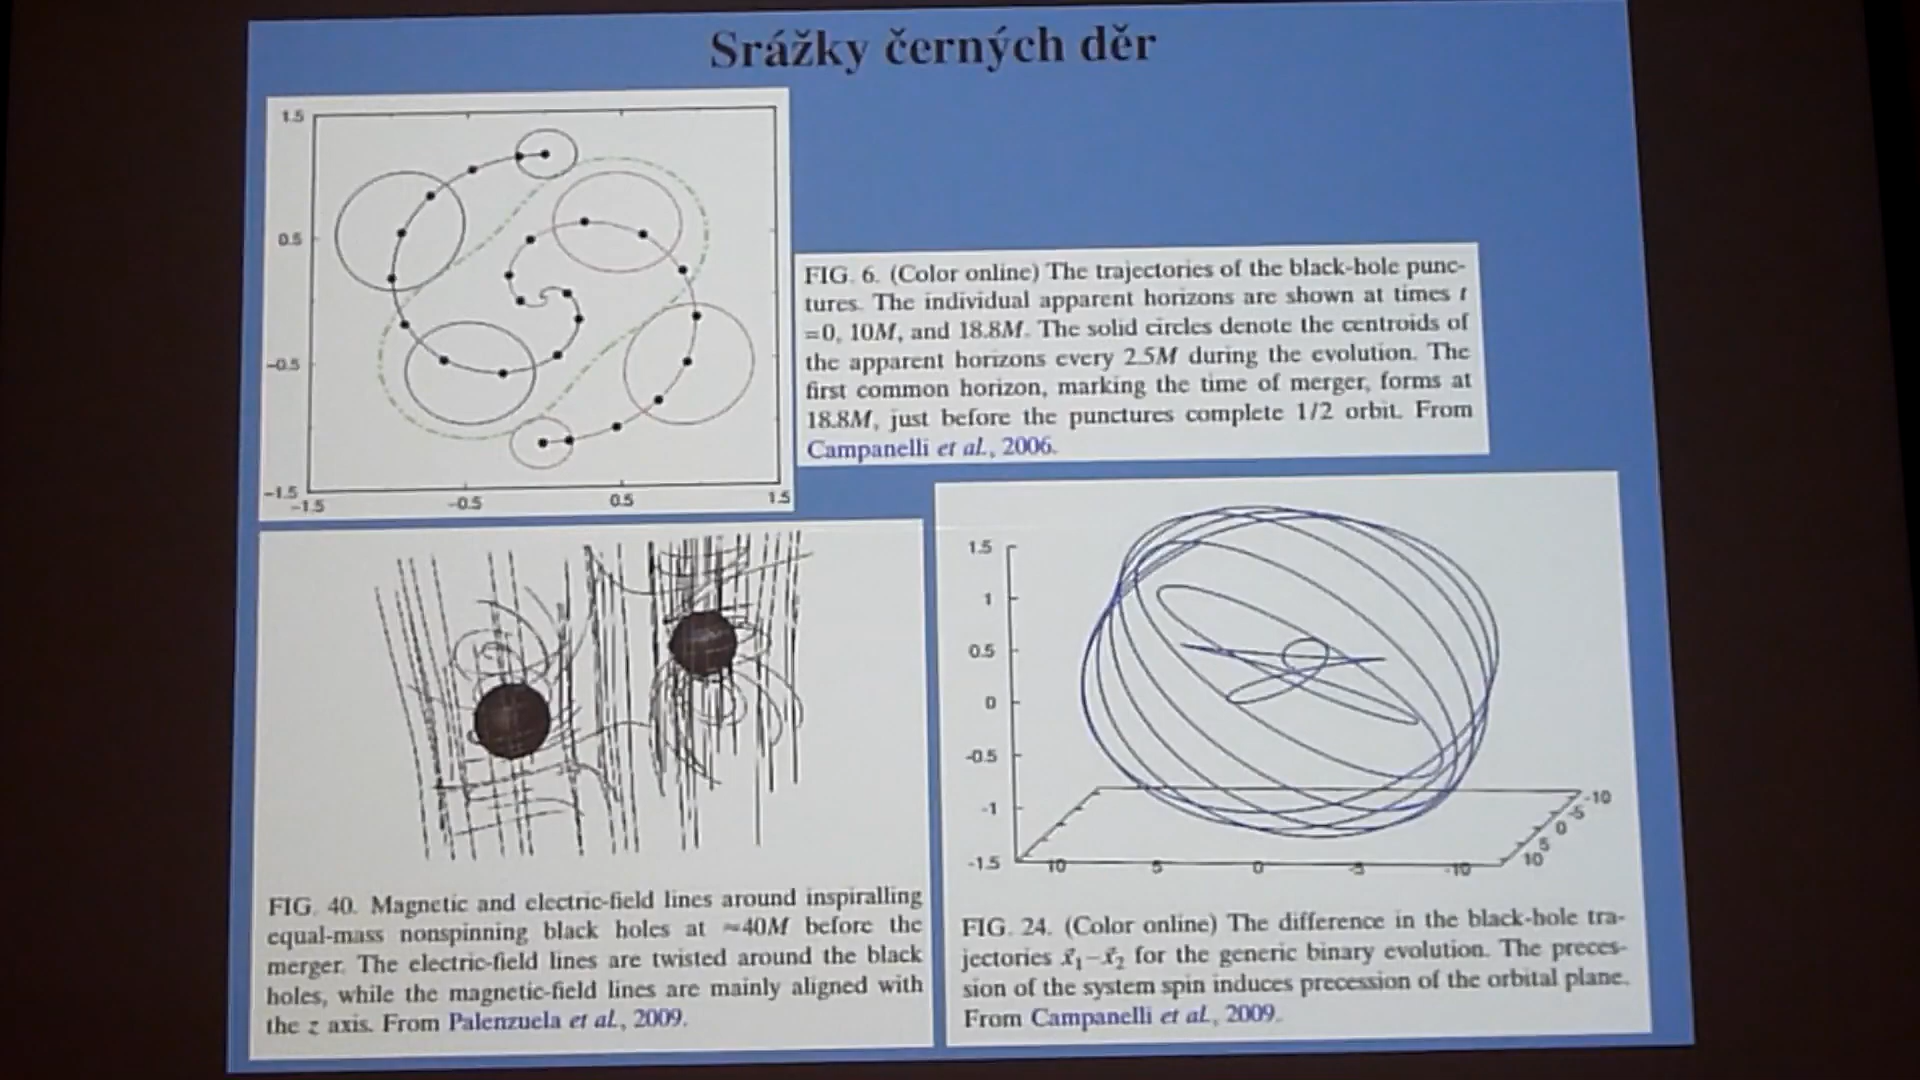 Srážky černých děr
1.5
0.5
-0.5
-1.5
-1.5
-0.5
0.5
1.5
FIG. 6. (Color online) The trajectories of the black-hole punc-
tures. The individual apparent horizons are shown at times t
=0, 10M, and 18.8M. The solid circles denote the centroids of
the apparent horizons every 2.5M during the evolution. The
first common horizon, marking the time of merger, forms at
18.8M, just before the punctures complete 1/2 orbit. From
Campanelli et al., 2006.
FIG. 40. Magnetic and electric-field lines around inspiralling
equal-mass nonspinning black holes at ≈40M before the
merger. The electric-field lines are twisted around the black
holes, while the magnetic-field lines are mainly aligned with
the z axis. From Palenzuela et al., 2009.
1.5
1
0.5
0
-0.5
-1
-1.5
10
5
0
-5
-10
10
5
0
-5
-10
FIG. 24. (Color online) The difference in the black-hole tra-
jectories x⃗₁−x⃗₂ for the generic binary evolution. The preces-
sion of the system spin induces precession of the orbital plane.
From Campanelli et al., 2009.